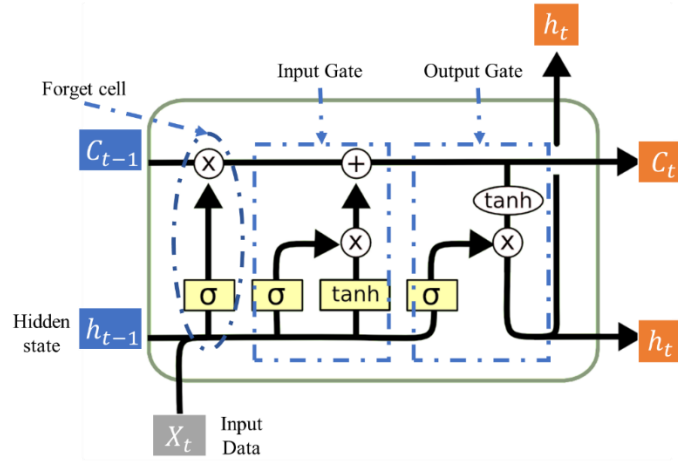 h_t
Input Gate
Output Gate
Forget cell
C_{t-1}
x
+
C_t
tanh
x
x
σ
σ
tanh
σ
Hidden
state
h_{t-1}
h_t
X_t
Input
Data